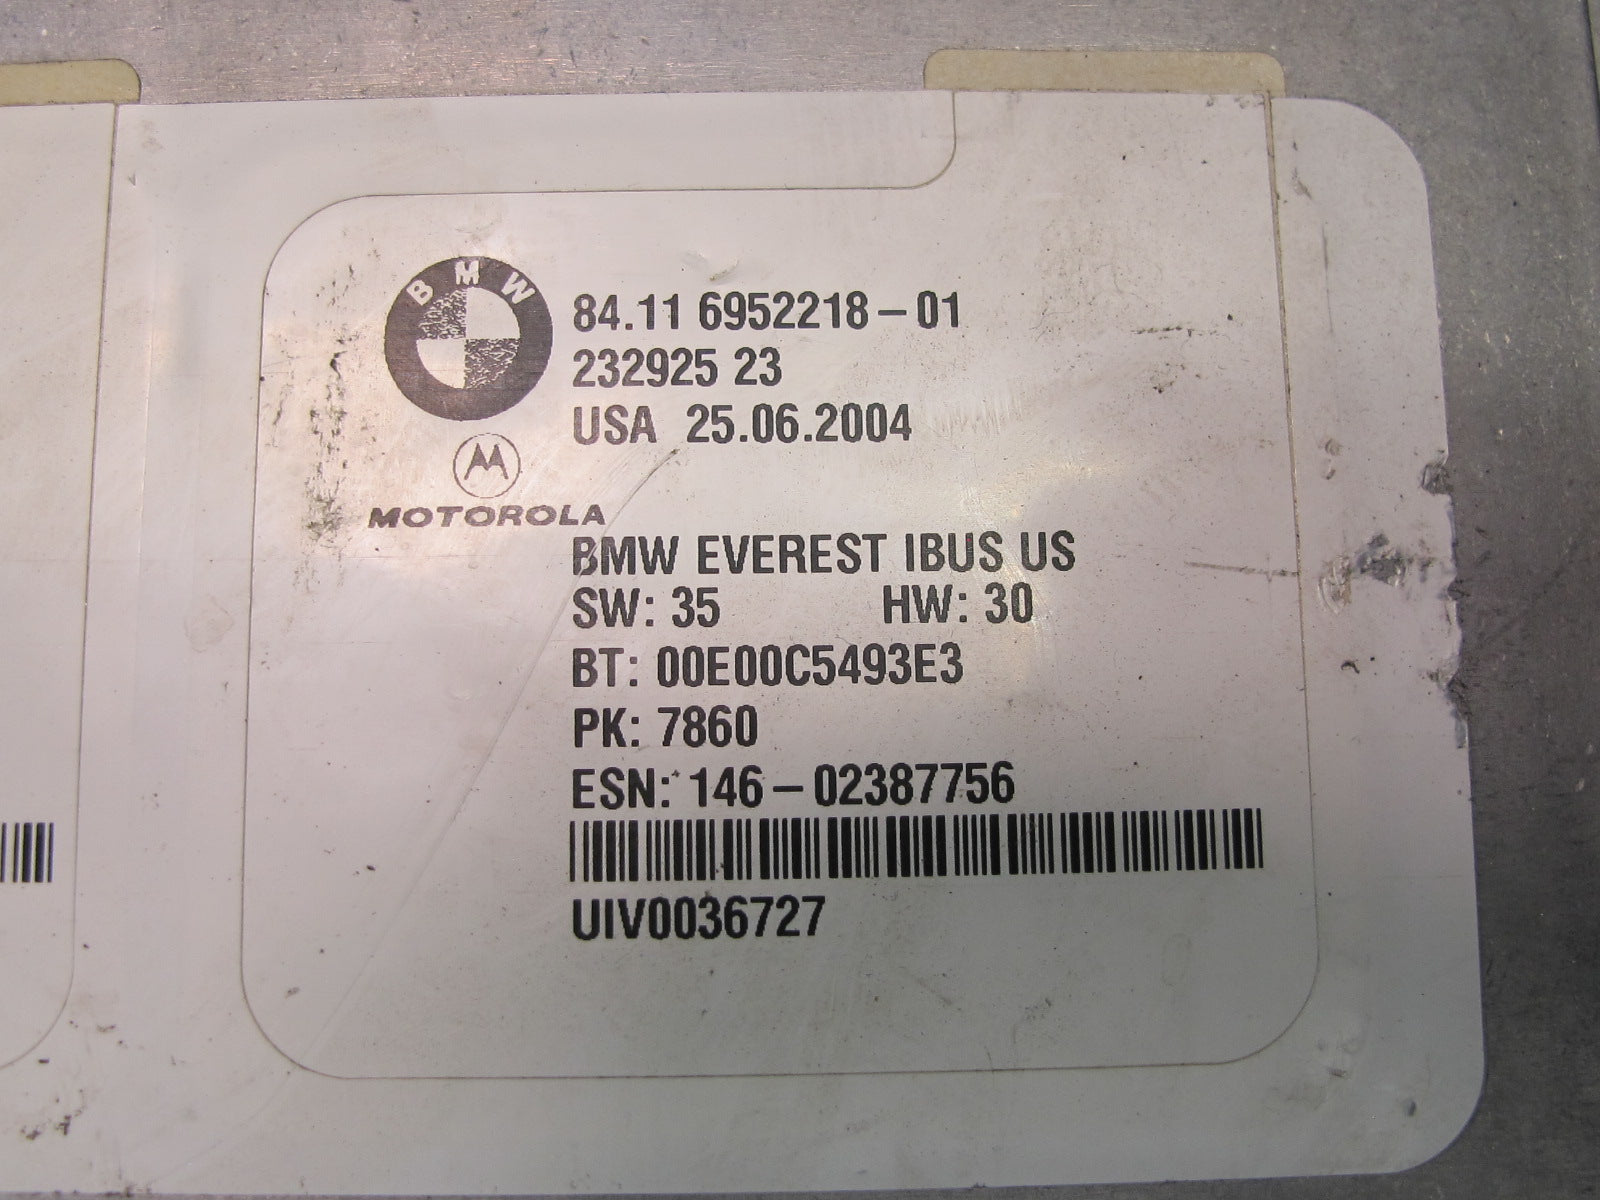 BMW
84.11 6952218-01
232925 23
USA 25.06.2004
MOTOROLA
BMW EVEREST IBUS US
SW: 35 HW: 30
BT: 00E00C5493E3
PK: 7860
ESN: 146-02387756
UIV0036727